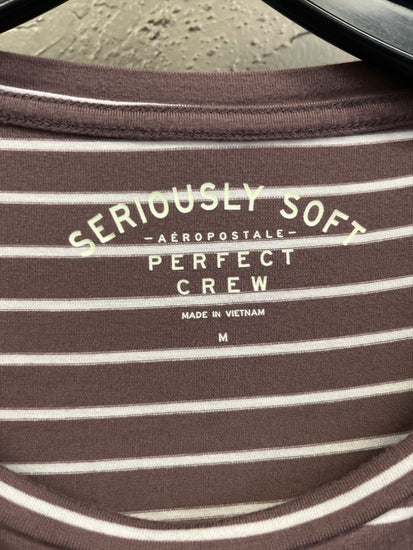 SERIOUSLY SOFT
- AÉROPOSTALE -
PERFECT
CREW
MADE IN VIETNAM
M